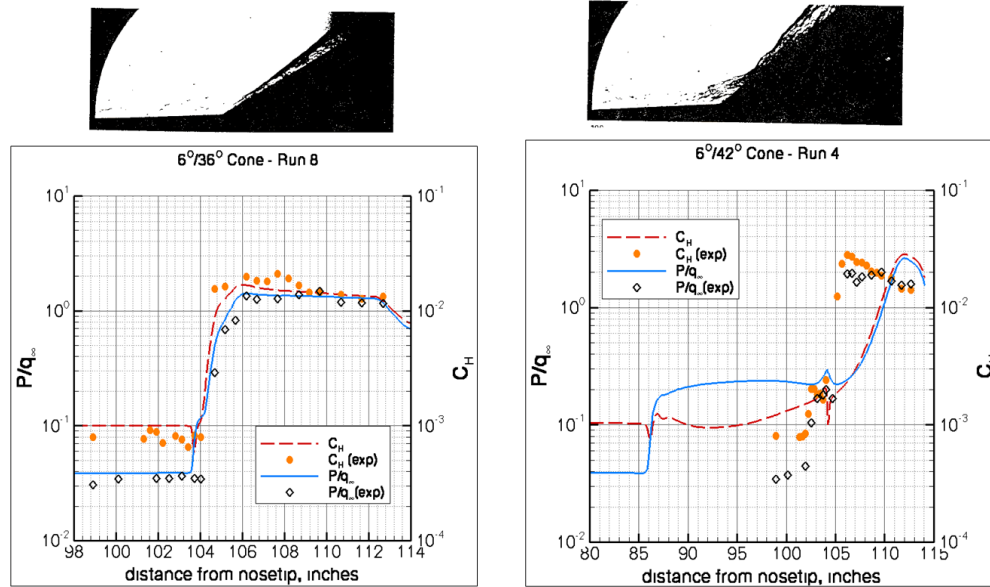 6°/36° Cone - Run 8
10¹
10⁰
10⁻¹
10⁻²
P/q∞
10⁻¹
10⁻²
10⁻³
10⁻⁴
C_H
C_H
C_H (exp)
P/q∞
P/q∞(exp)
98 100 102 104 106 108 110 112 114
distance from nosetip, inches
6°/42° Cone - Run 4
10¹
10⁰
10⁻¹
10⁻²
P/q∞
10⁻¹
10⁻²
10⁻³
10⁻⁴
C_H
C_H
C_H (exp)
P/q∞
P/q∞(exp)
80 85 90 95 100 105 110 115
distance from nosetip, inches